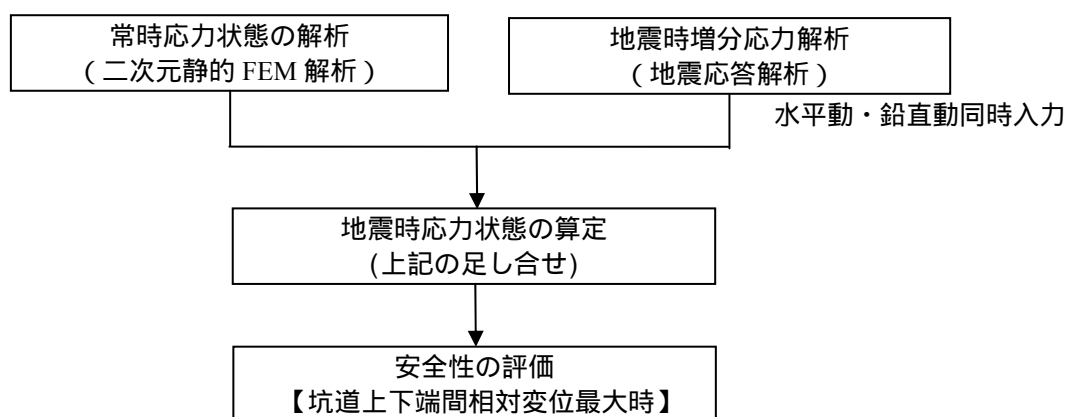 常時応力状態の解析
（二次元静的 FEM 解析）
地震時増分応力解析
（地震応答解析）
水平動・鉛直動同時入力
地震時応力状態の算定
(上記の足し合せ)
安全性の評価
【坑道上下端間相対変位最大時】